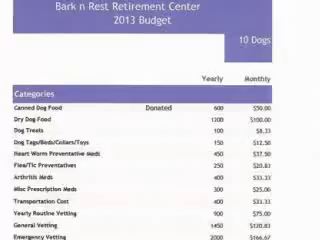 Bark n Rest Retirement Center
2013 Budget
10 Dogs
Yearly Monthly
Categories
Canned Dog Food Donated 600 $50.00
Dry Dog Food 1200 $100.00
Dog Treats 100 $8.33
Dog Tags/Beds/Collars/Toys 150 $12.50
Heart Worm Preventative Meds 450 $37.50
Flea/Tic Preventatives 250 $20.83
Arthritis Meds 400 $33.33
Misc Prescription Meds 300 $25.00
Transportation Cost 400 $33.33
Yearly Routine Vetting 900 $75.00
General Vetting 1450 $120.83
Emergency Vetting 2000 $166.67